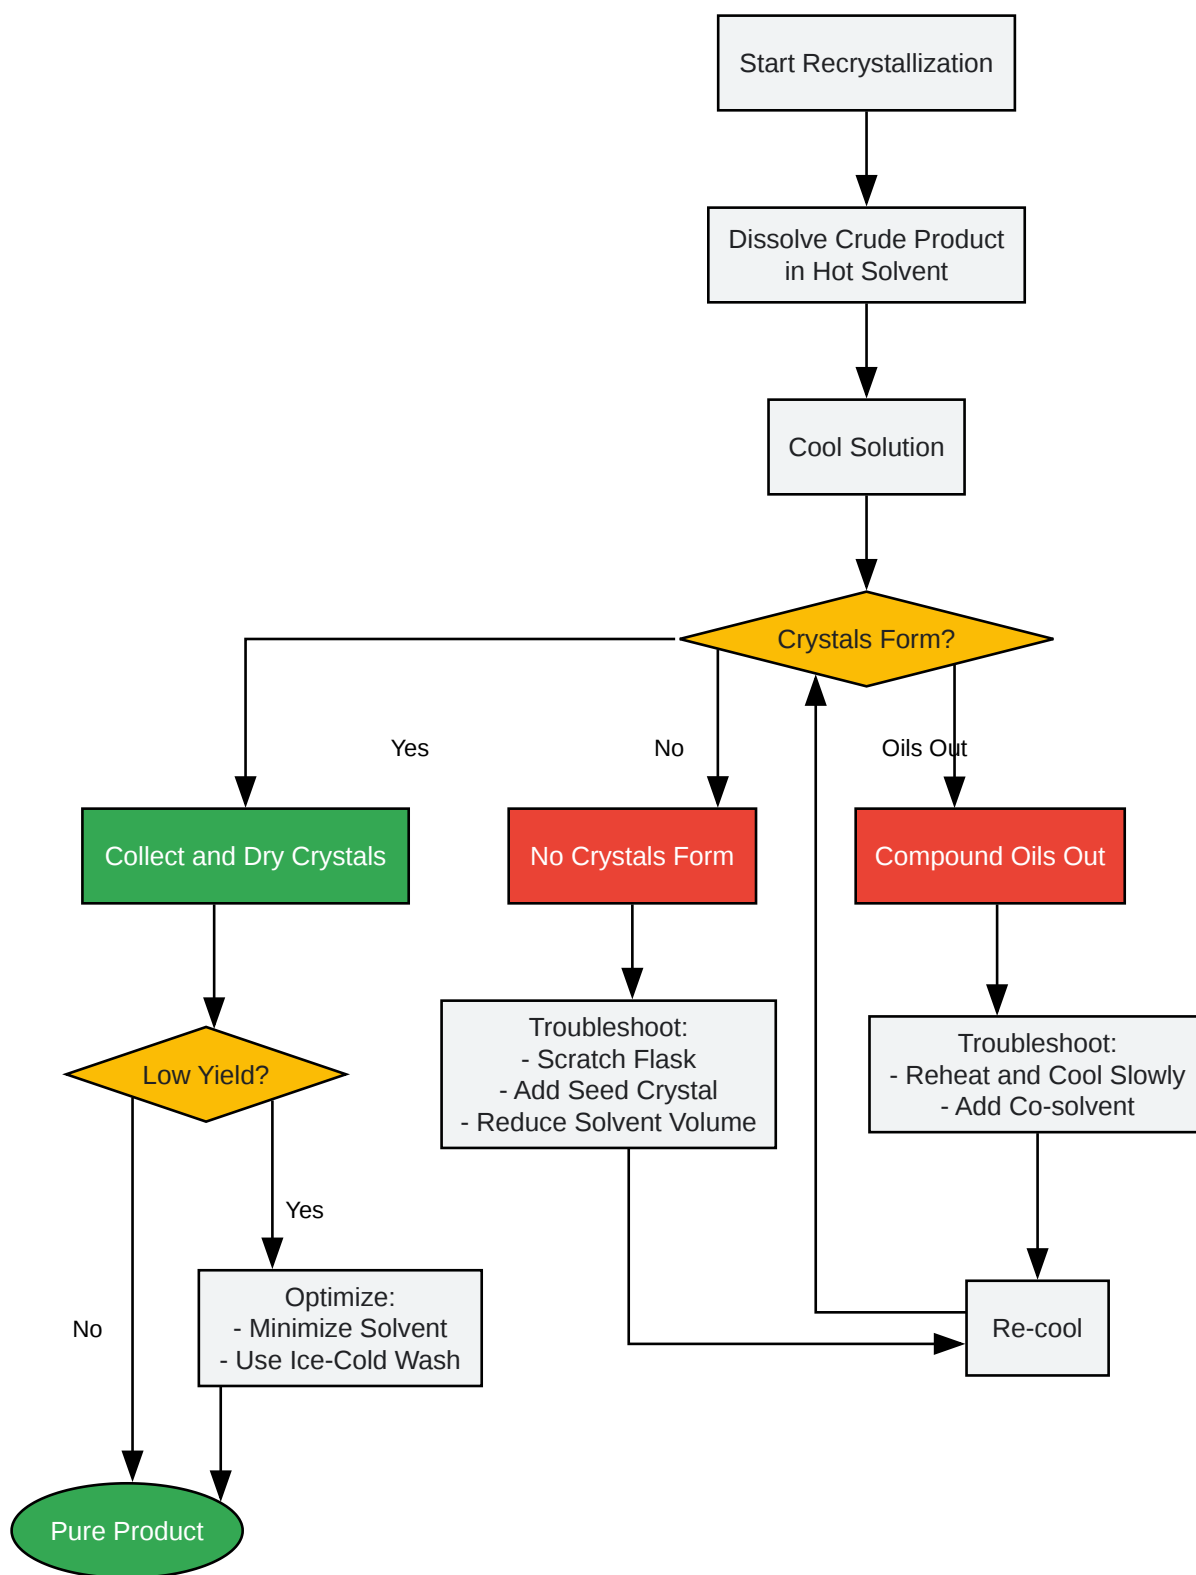 Start Recrystallization
Dissolve Crude Product
in Hot Solvent
Cool Solution
Crystals Form?
Yes
No
Oils Out
Collect and Dry Crystals
No Crystals Form
Compound Oils Out
Low Yield?
Troubleshoot:
- Scratch Flask
- Add Seed Crystal
- Reduce Solvent Volume
Troubleshoot:
- Reheat and Cool Slowly
- Add Co-solvent
Yes
No
Optimize:
- Minimize Solvent
- Use Ice-Cold Wash
Re-cool
Pure Product